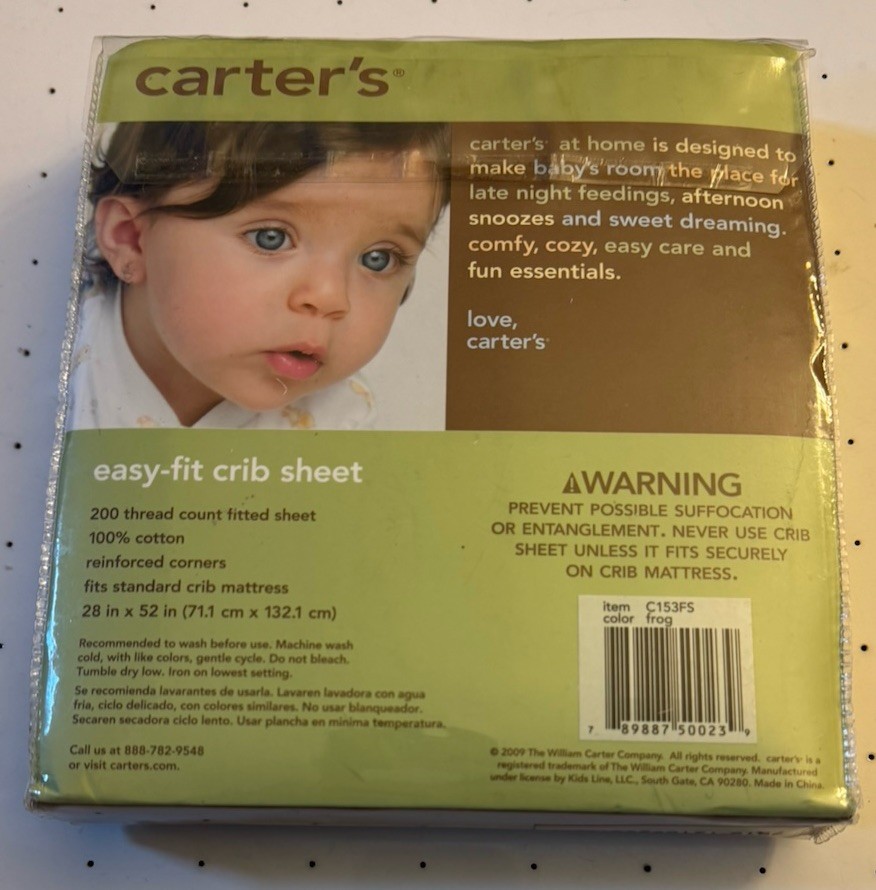 carter's®
carter's at home is designed to
make baby's room the place for
late night feedings, afternoon
snoozes and sweet dreaming.
comfy, cozy, easy care and
fun essentials.
love,
carter's
easy-fit crib sheet
200 thread count fitted sheet
100% cotton
reinforced corners
fits standard crib mattress
28 in x 52 in (71.1 cm x 132.1 cm)
Recommended to wash before use. Machine wash
cold, with like colors, gentle cycle. Do not bleach.
Tumble dry low. Iron on lowest setting.
Se recomienda lavarantes de usarla. Lavaren lavadora con agua
fria, ciclo delicado, con colores similares. No usar blanqueador.
Secaren secadora ciclo lento. Usar plancha en minima temperatura.
Call us at 888-782-9548
or visit carters.com.
WARNING
PREVENT POSSIBLE SUFFOCATION
OR ENTANGLEMENT. NEVER USE CRIB
SHEET UNLESS IT FITS SECURELY
ON CRIB MATTRESS.
item C153FS
color frog
7 89887 50023 9
© 2009 The William Carter Company. All rights reserved. carter's is a
registered trademark of The William Carter Company. Manufactured
under license by Kids Line, LLC., South Gate, CA 90280. Made in China.